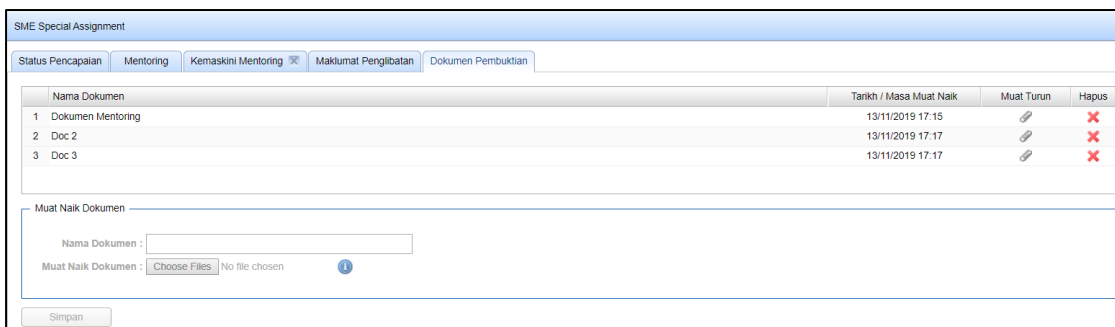 SME Special Assignment
Status Pencapaian Mentoring Kemaskini Mentoring Maklumat Penglibatan Dokumen Pembuktian
Nama Dokumen Tarikh / Masa Muat Naik Muat Turun Hapus
1 Dokumen Mentoring 13/11/2019 17:15
2 Doc 2 13/11/2019 17:17
3 Doc 3 13/11/2019 17:17
Muat Naik Dokumen
Nama Dokumen :
Muat Naik Dokumen : Choose Files No file chosen
Simpan